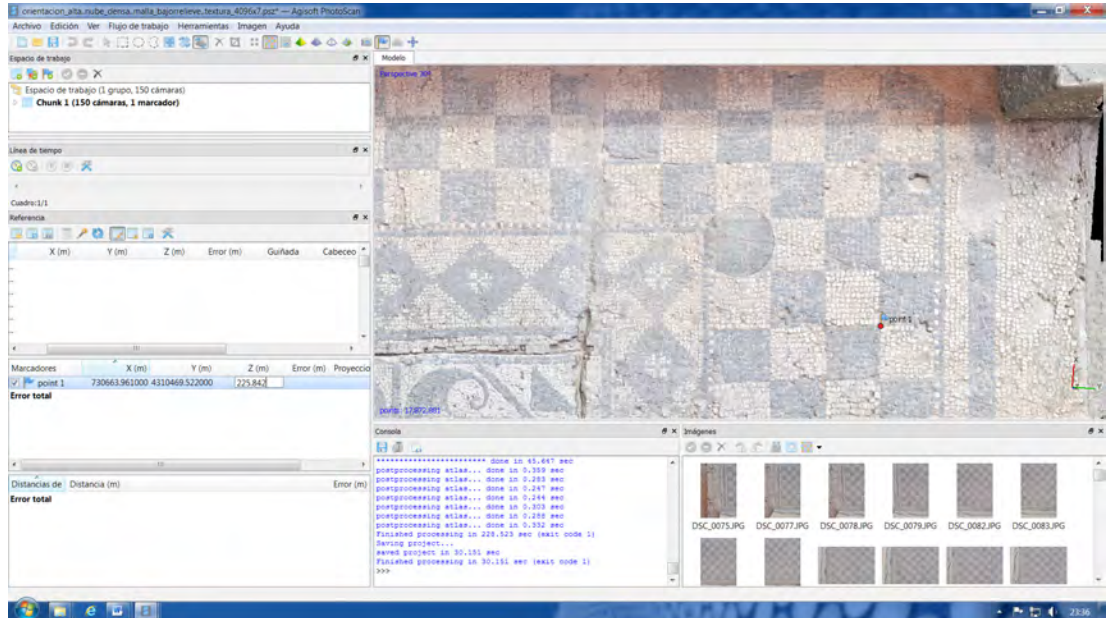 orientacion_alta.nube_densa.malla_bajorrelieve.textura_4096x7.psz* — Agisoft PhotoScan
Archivo Edición Ver Flujo de trabajo Herramientas Imagen Ayuda
Espacio de trabajo
Espacio de trabajo (1 grupo, 150 cámaras)
Chunk 1 (150 cámaras, 1 marcador)
Línea de tiempo
Cuadro:1/1
Referencia
X (m) Y (m) Z (m) Error (m) Guiñada Cabeceo
Marcadores X (m) Y (m) Z (m) Error (m) Proyeccio
point 1 730663.961000 4310469.522000 225.842
Error total
Distancias de Distancia (m) Error (m)
Error total
Modelo
Perspective 30°
point 1
Consola
************************ done in 45.647 sec
postprocessing atlas... done in 0.359 sec
postprocessing atlas... done in 0.283 sec
postprocessing atlas... done in 0.247 sec
postprocessing atlas... done in 0.244 sec
postprocessing atlas... done in 0.303 sec
postprocessing atlas... done in 0.288 sec
postprocessing atlas... done in 0.332 sec
Finished processing in 228.523 sec (exit code 1)
Saving project...
saved project in 30.151 sec
Finished processing in 30.151 sec (exit code 1)
>>>
Imágenes
DSC_0075.JPG DSC_0077.JPG DSC_0078.JPG DSC_0079.JPG DSC_0082.JPG DSC_0083.JPG
23:36